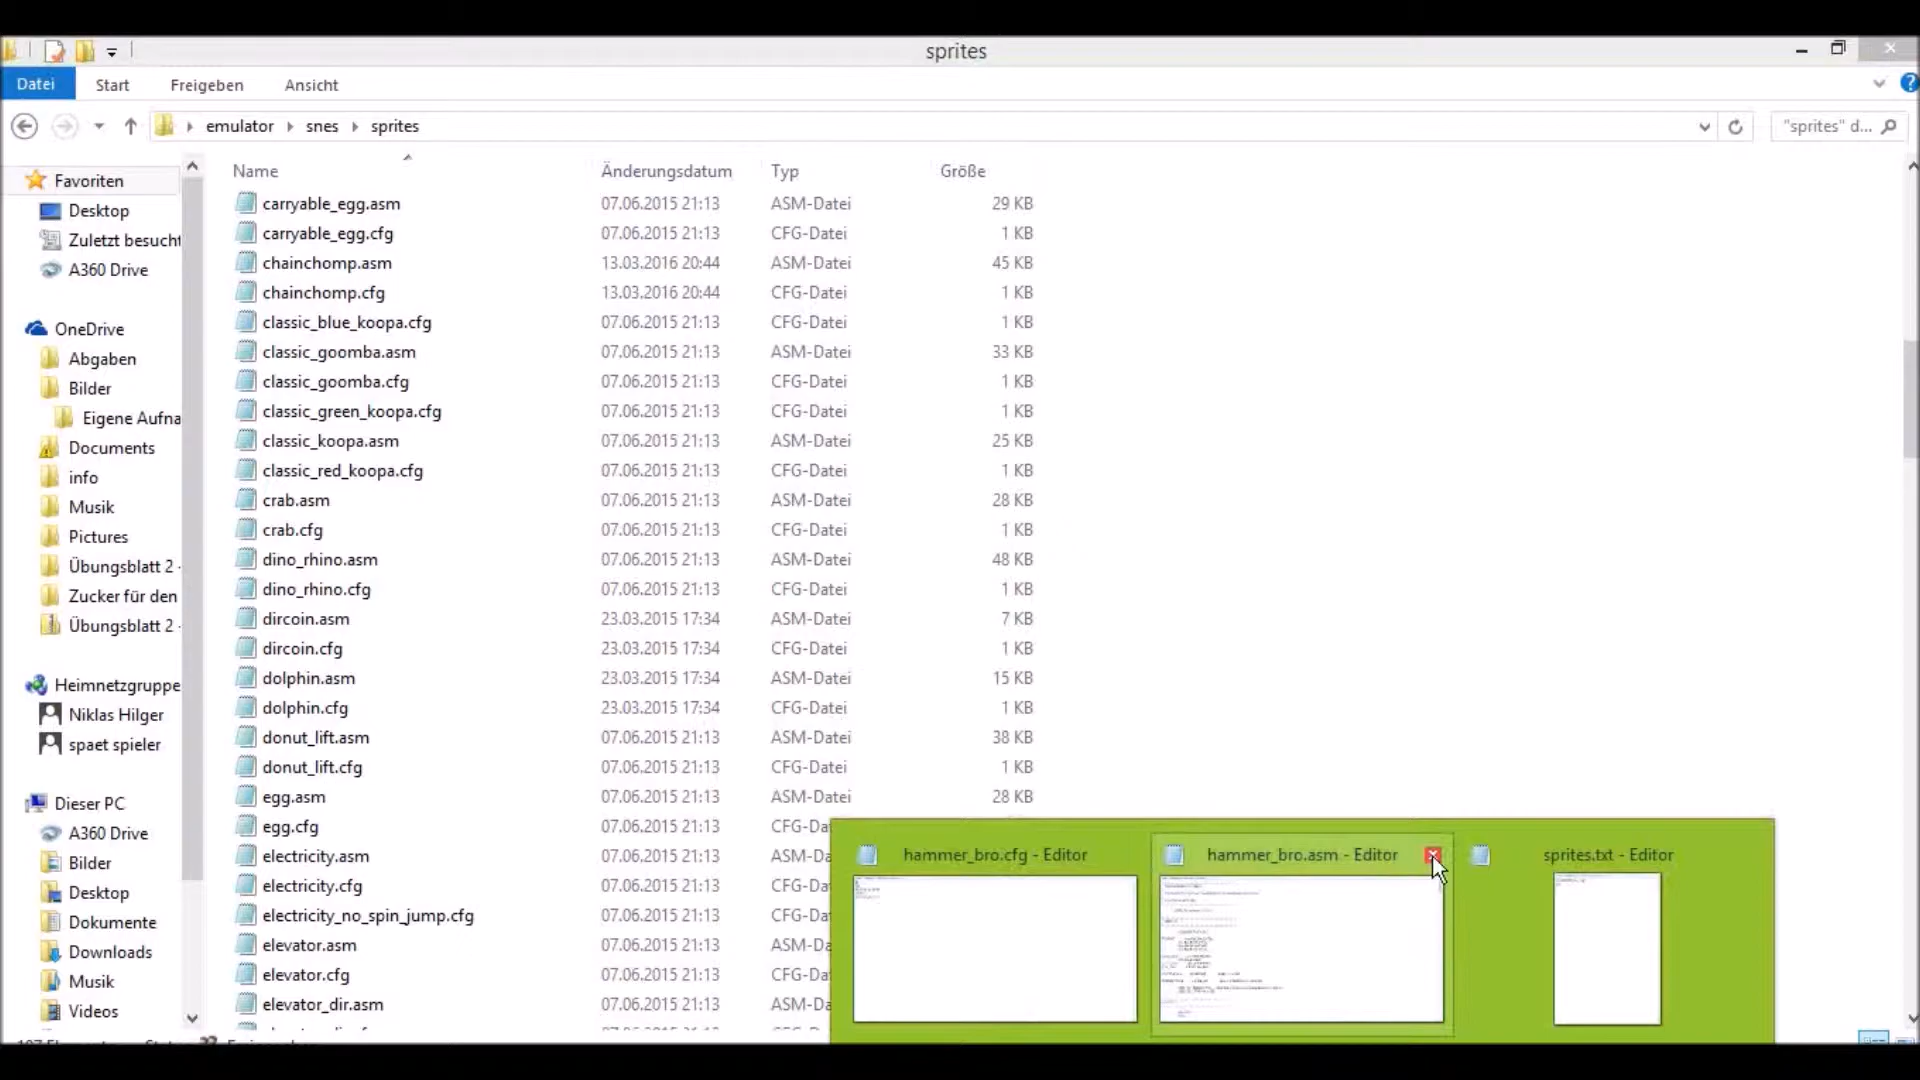 sprites
Datei Start Freigeben Ansicht
emulator snes sprites "sprites" d...
Name Änderungsdatum Typ Größe
Favoriten
Desktop
Zuletzt besucht
A360 Drive
OneDrive
Abgaben
Bilder
Eigene Aufna
Documents
info
Musik
Pictures
Übungsblatt 2 -
Zucker für den
Übungsblatt 2 -
Heimnetzgruppe
Niklas Hilger
spaet spieler
Dieser PC
A360 Drive
Bilder
Desktop
Dokumente
Downloads
Musik
Videos
carryable_egg.asm 07.06.2015 21:13 ASM-Datei 29 KB
carryable_egg.cfg 07.06.2015 21:13 CFG-Datei 1 KB
chainchomp.asm 13.03.2016 20:44 ASM-Datei 45 KB
chainchomp.cfg 13.03.2016 20:44 CFG-Datei 1 KB
classic_blue_koopa.cfg 07.06.2015 21:13 CFG-Datei 1 KB
classic_goomba.asm 07.06.2015 21:13 ASM-Datei 33 KB
classic_goomba.cfg 07.06.2015 21:13 CFG-Datei 1 KB
classic_green_koopa.cfg 07.06.2015 21:13 CFG-Datei 1 KB
classic_koopa.asm 07.06.2015 21:13 ASM-Datei 25 KB
classic_red_koopa.cfg 07.06.2015 21:13 CFG-Datei 1 KB
crab.asm 07.06.2015 21:13 ASM-Datei 28 KB
crab.cfg 07.06.2015 21:13 CFG-Datei 1 KB
dino_rhino.asm 07.06.2015 21:13 ASM-Datei 48 KB
dino_rhino.cfg 07.06.2015 21:13 CFG-Datei 1 KB
dircoin.asm 23.03.2015 17:34 ASM-Datei 7 KB
dircoin.cfg 23.03.2015 17:34 CFG-Datei 1 KB
dolphin.asm 23.03.2015 17:34 ASM-Datei 15 KB
dolphin.cfg 23.03.2015 17:34 CFG-Datei 1 KB
donut_lift.asm 07.06.2015 21:13 ASM-Datei 38 KB
donut_lift.cfg 07.06.2015 21:13 CFG-Datei 1 KB
egg.asm 07.06.2015 21:13 ASM-Datei 28 KB
egg.cfg 07.06.2015 21:13 CFG-Da
electricity.asm 07.06.2015 21:13 ASM-Da
electricity.cfg 07.06.2015 21:13 CFG-Da
electricity_no_spin_jump.cfg 07.06.2015 21:13 CFG-Da
elevator.asm 07.06.2015 21:13 ASM-Da
elevator.cfg 07.06.2015 21:13 CFG-Da
elevator_dir.asm 07.06.2015 21:13 ASM-Da
hammer_bro.cfg - Editor hammer_bro.asm - Editor sprites.txt - Editor